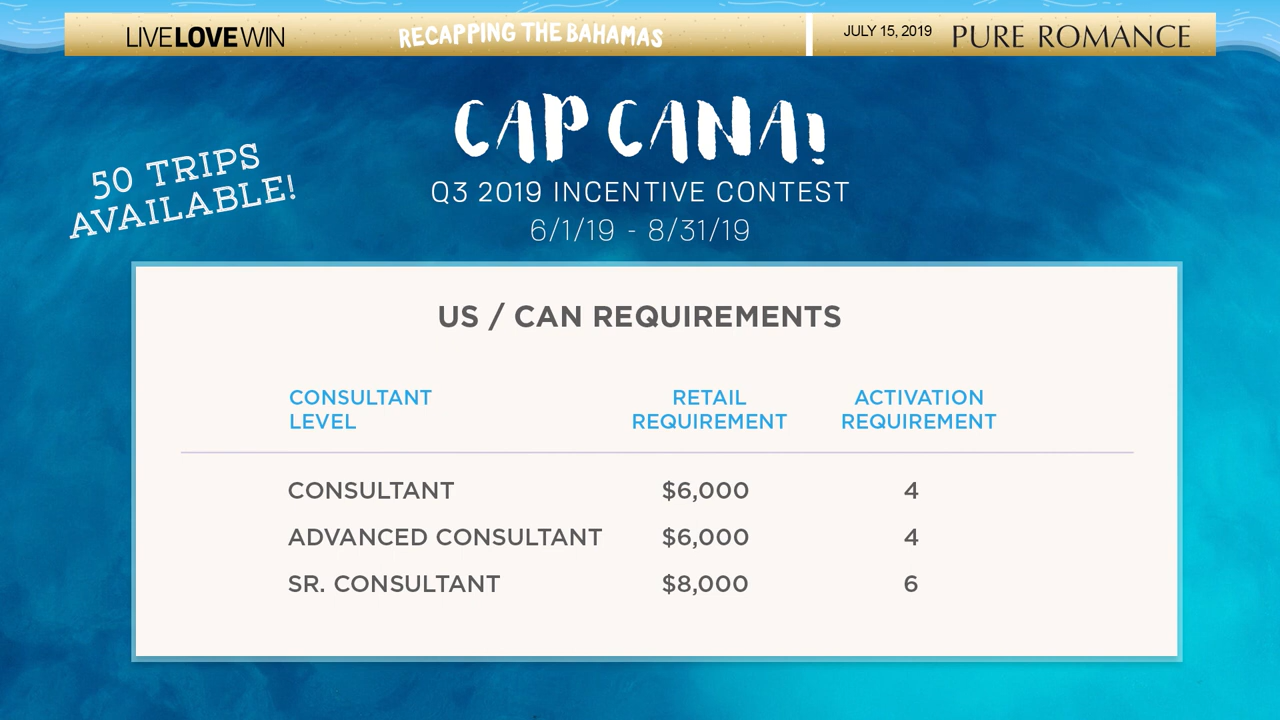 LIVELOVEWIN
RECAPPING THE BAHAMAS
JULY 15, 2019
PURE ROMANCE
50 TRIPS
AVAILABLE!
CAP CANA!
Q3 2019 INCENTIVE CONTEST
6/1/19 - 8/31/19
US / CAN REQUIREMENTS
CONSULTANT
LEVEL
RETAIL
REQUIREMENT
ACTIVATION
REQUIREMENT
CONSULTANT $6,000 4
ADVANCED CONSULTANT $6,000 4
SR. CONSULTANT $8,000 6